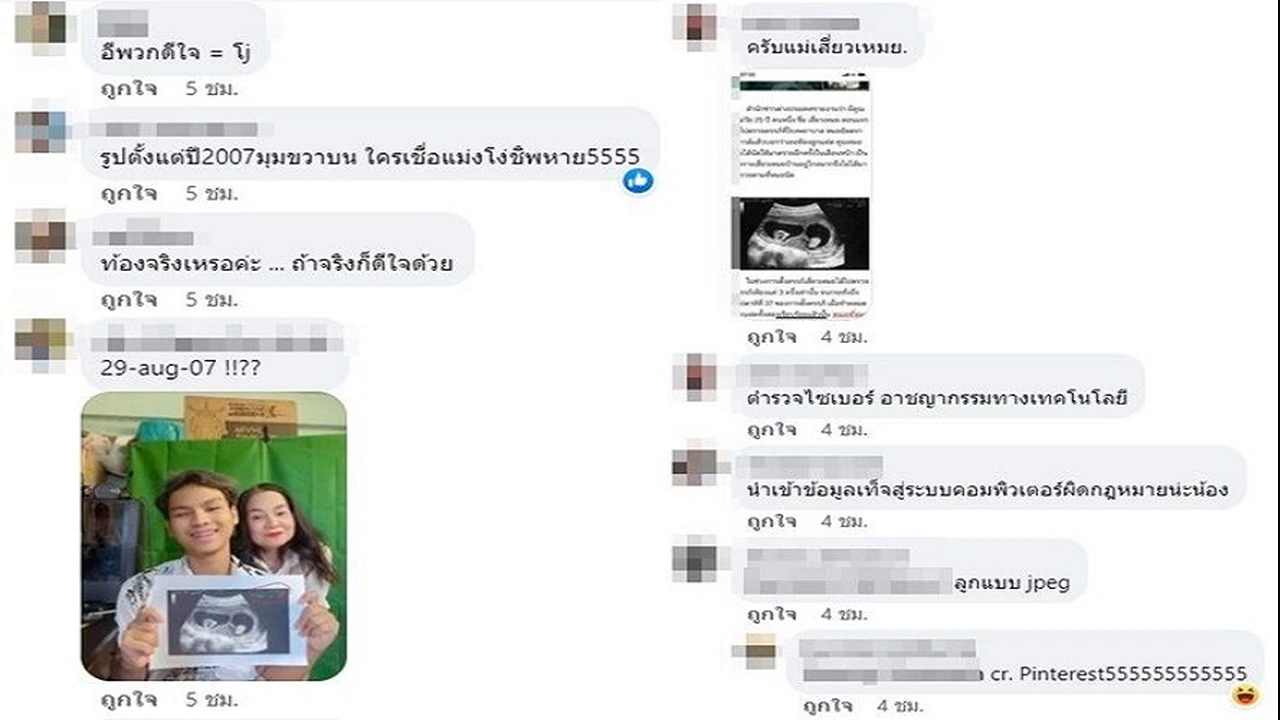 อีพวกดีใจ = โj
ถูกใจ 5 ชม.
รูปตั้งแต่ปี2007มุมขวาบน ใครเชื่อแม่งโง่ชิพหาย5555
ถูกใจ 5 ชม.
ท้องจริงเหรอค่ะ ... ถ้าจริงก็ดีใจด้วย
ถูกใจ 5 ชม.
29-aug-07 !!??
ถูกใจ 5 ชม.
ครับแม่เสี่ยวเหมย.
ถูกใจ 4 ชม.
ตำรวจไซเบอร์ อาชญากรรมทางเทคโนโลยี
ถูกใจ 4 ชม.
นำเข้าข้อมูลเท็จสู่ระบบคอมพิวเตอร์ผิดกฎหมายน่ะน้อง
ถูกใจ 4 ชม.
ลูกแบบ jpeg
ถูกใจ 4 ชม.
cr. Pinterest5555555555555
ถูกใจ 4 ชม.